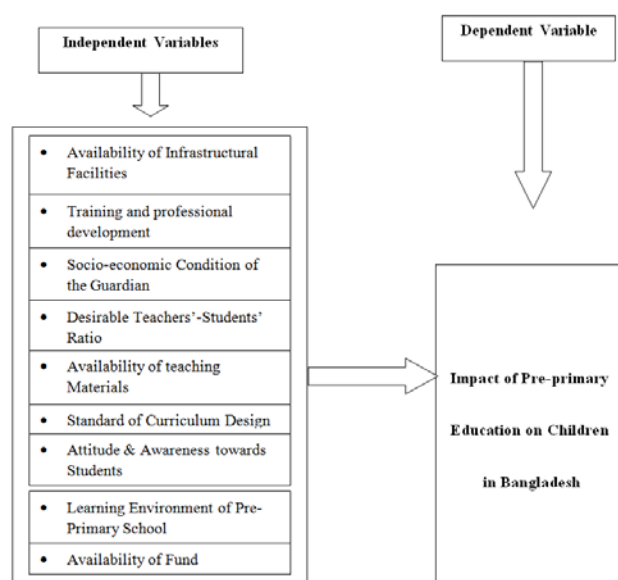 Independent Variables
Dependent Variable
• Availability of Infrastructural
Facilities
• Training and professional
development
• Socio-economic Condition of
the Guardian
• Desirable Teachers'-Students'
Ratio
• Availability of teaching
Materials
• Standard of Curriculum Design
• Attitude & Awareness towards
Students
• Learning Environment of Pre-
Primary School
• Availability of Fund
Impact of Pre-primary
Education on Children
in Bangladesh